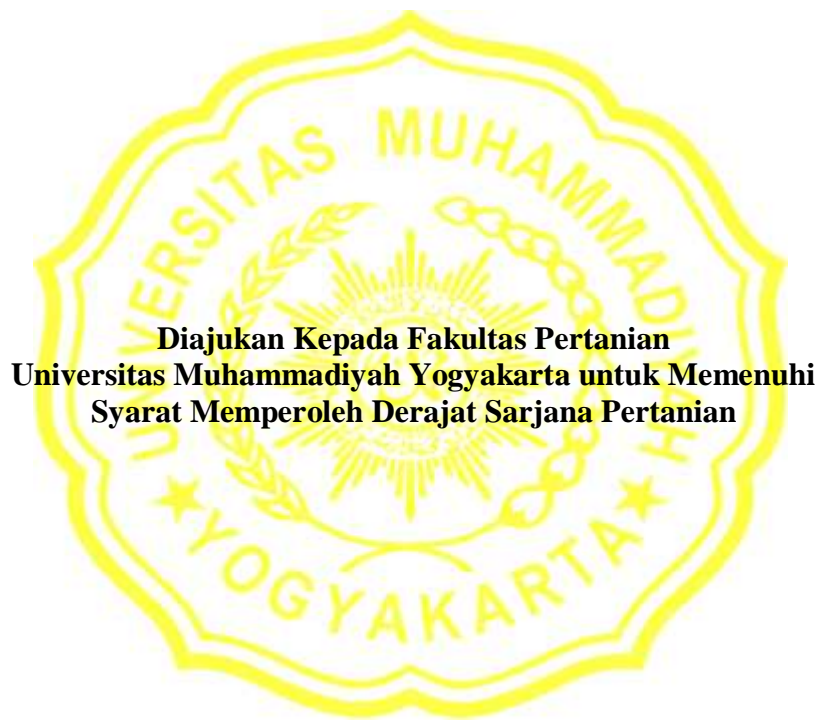 UNIVERSITAS MUHAMMADIYAH
Diajukan Kepada Fakultas Pertanian
Universitas Muhammadiyah Yogyakarta untuk Memenuhi
Syarat Memperoleh Derajat Sarjana Pertanian
★YOGYAKARTA★